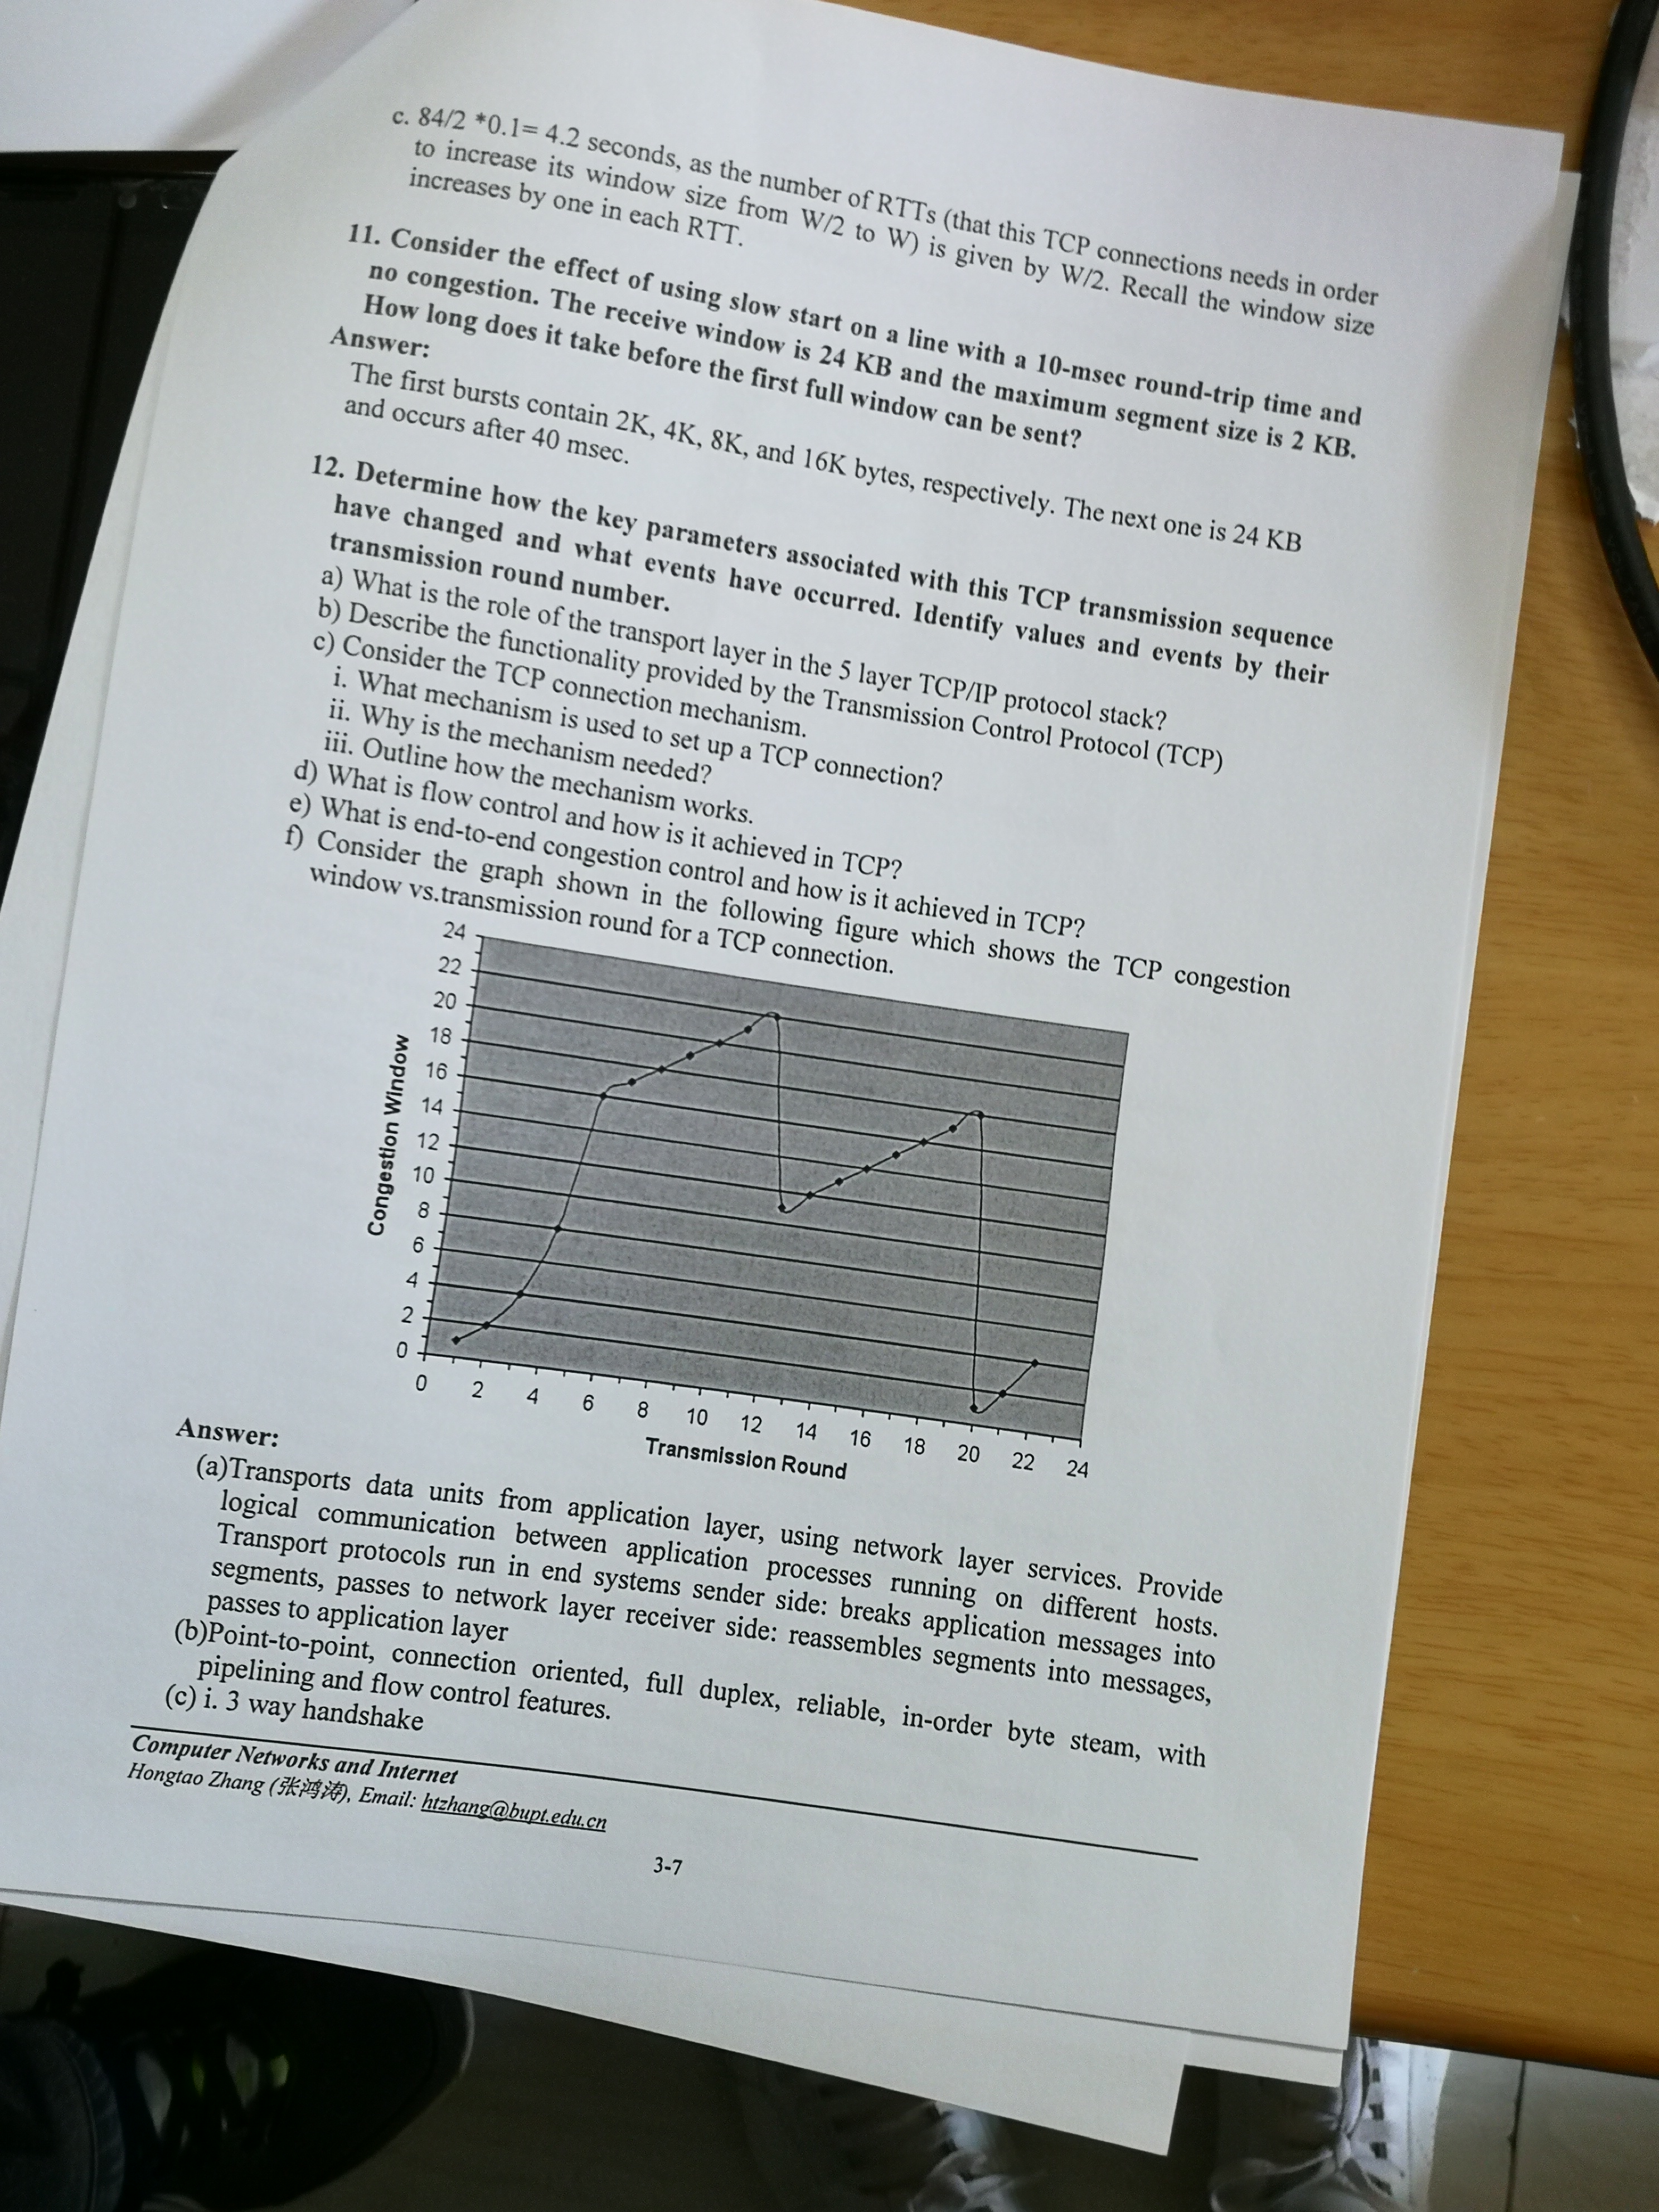 c. 84/2 *0.1= 4.2 seconds, as the number of RTTs (that this TCP connections needs in order
to increase its window size from W/2 to W) is given by W/2. Recall the window size
increases by one in each RTT.
11. Consider the effect of using slow start on a line with a 10-msec round-trip time and
no congestion. The receive window is 24 KB and the maximum segment size is 2 KB.
How long does it take before the first full window can be sent?
Answer:
The first bursts contain 2K, 4K, 8K, and 16K bytes, respectively. The next one is 24 KB
and occurs after 40 msec.
12. Determine how the key parameters associated with this TCP transmission sequence
have changed and what events have occurred. Identify values and events by their
transmission round number.
a) What is the role of the transport layer in the 5 layer TCP/IP protocol stack?
b) Describe the functionality provided by the Transmission Control Protocol (TCP)
c) Consider the TCP connection mechanism.
i. What mechanism is used to set up a TCP connection?
ii. Why is the mechanism needed?
iii. Outline how the mechanism works.
d) What is flow control and how is it achieved in TCP?
e) What is end-to-end congestion control and how is it achieved in TCP?
f) Consider the graph shown in the following figure which shows the TCP congestion
window vs.transmission round for a TCP connection.
24
22
20
18
16
14
12
10
8
6
4
2
0
Congestion Window
0 2 4 6 8 10 12 14 16 18 20 22 24
Transmission Round
Answer:
(a)Transports data units from application layer, using network layer services. Provide
logical communication between application processes running on different hosts.
Transport protocols run in end systems sender side: breaks application messages into
segments, passes to network layer receiver side: reassembles segments into messages,
passes to application layer
(b)Point-to-point, connection oriented, full duplex, reliable, in-order byte steam, with
pipelining and flow control features.
(c) i. 3 way handshake
Computer Networks and Internet
Hongtao Zhang (张鸿涛), Email: htzhang@bupt.edu.cn
3-7